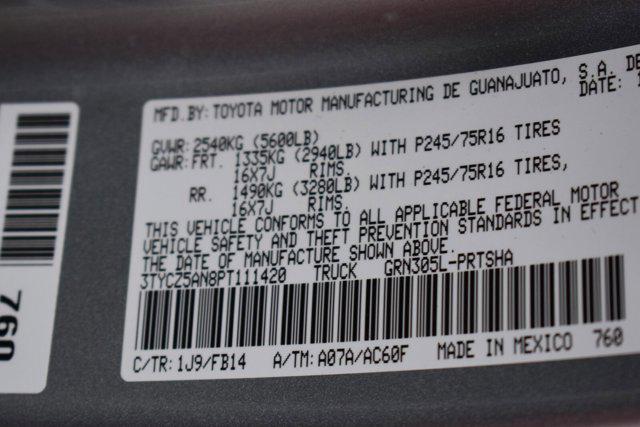 MFD.BY:TOYOTA MOTOR MANUFACTURING DE GUANAJUATO, S.A. DE
DATE:
GVWR:2540KG (5600LB)
GAWR:FRT. 1335KG (2940LB) WITH P245/75R16 TIRES
16X7J RIMS.
RR. 1490KG (3280LB) WITH P245/75R16 TIRES,
16X7J RIMS.
THIS VEHICLE CONFORMS TO ALL APPLICABLE FEDERAL MOTOR
VEHICLE SAFETY AND THEFT PREVENTION STANDARDS IN EFFECT
THE DATE OF MANUFACTURE SHOWN ABOVE.
3TYCZ5AN8PT111420 TRUCK GRN305L-PRTSHA
C/TR:1J9/FB14 A/TM:A07A/AC60F MADE IN MEXICO 760
760